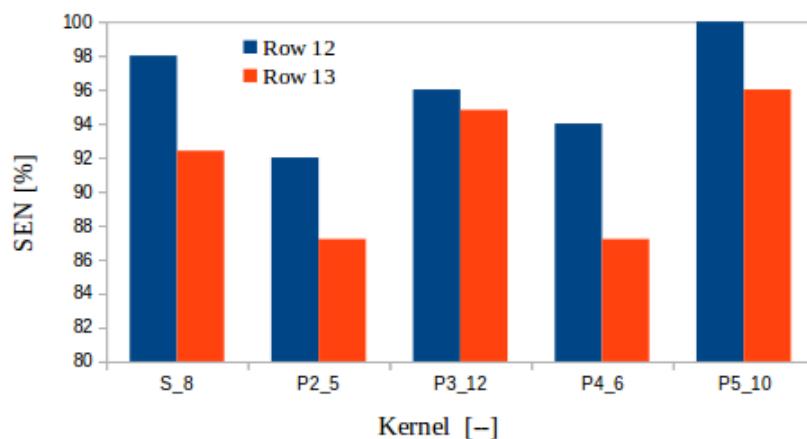 100
98
96
94
92
90
88
86
84
82
80
SEN [%]
Row 12
Row 13
S_8 P2_5 P3_12 P4_6 P5_10
Kernel [--]